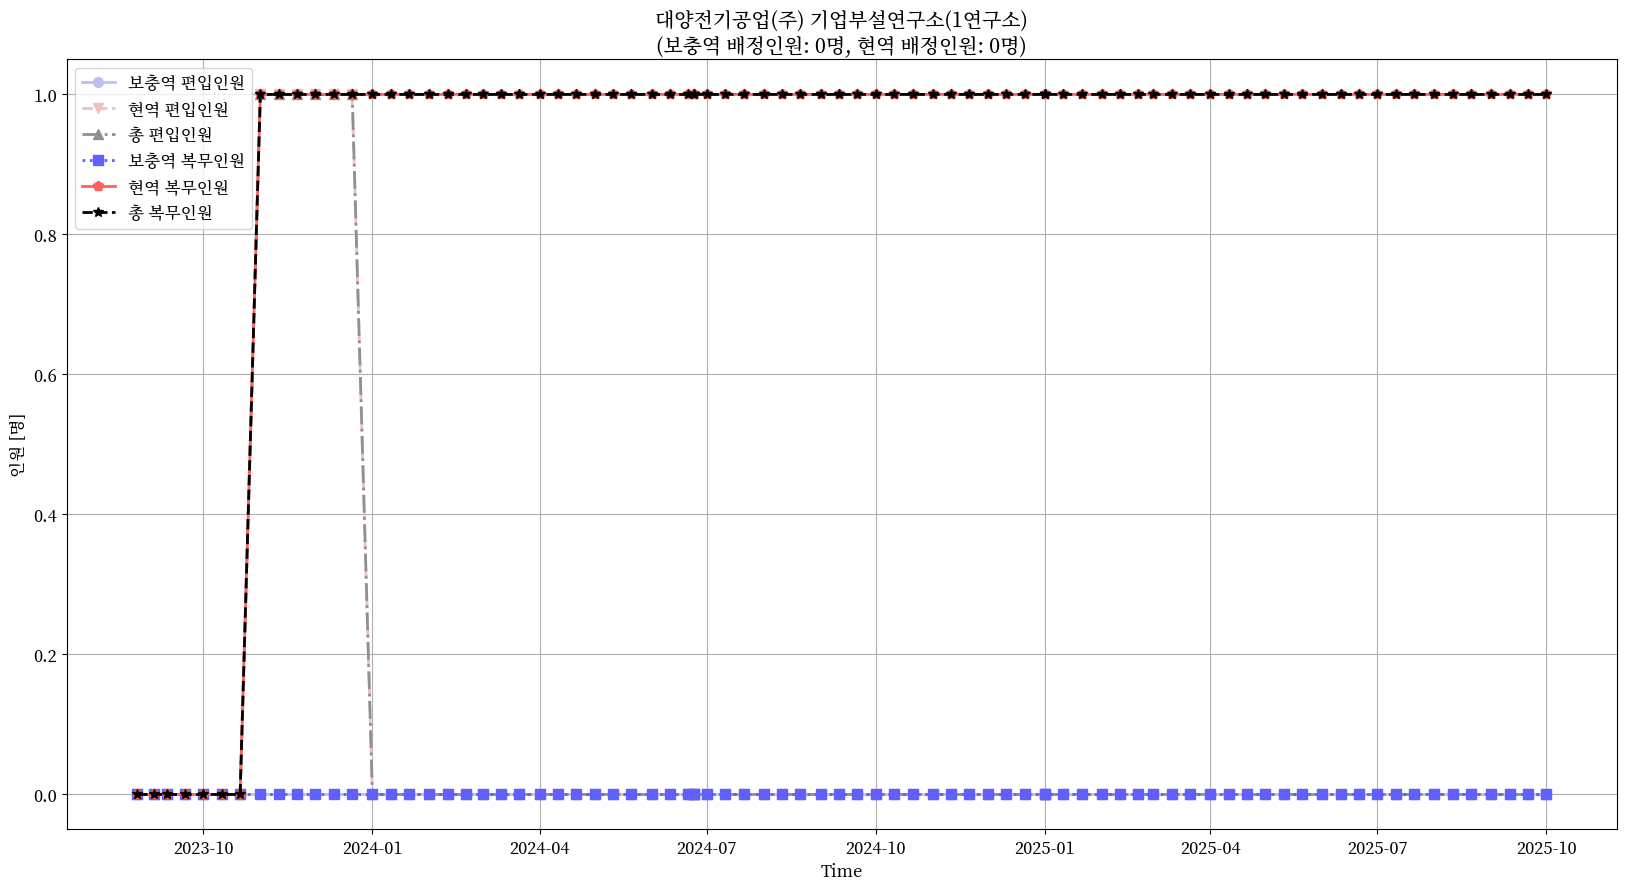 대양전기공업(주) 기업부설연구소(1연구소)
(보충역 배정인원: 0명, 현역 배정인원: 0명)
보충역 편입인원
현역 편입인원
총 편입인원
보충역 복무인원
현역 복무인원
총 복무인원
1.0
0.8
0.6
0.4
0.2
0.0
인원 [명]
2023-10 2024-01 2024-04 2024-07 2024-10 2025-01 2025-04 2025-07 2025-10
Time